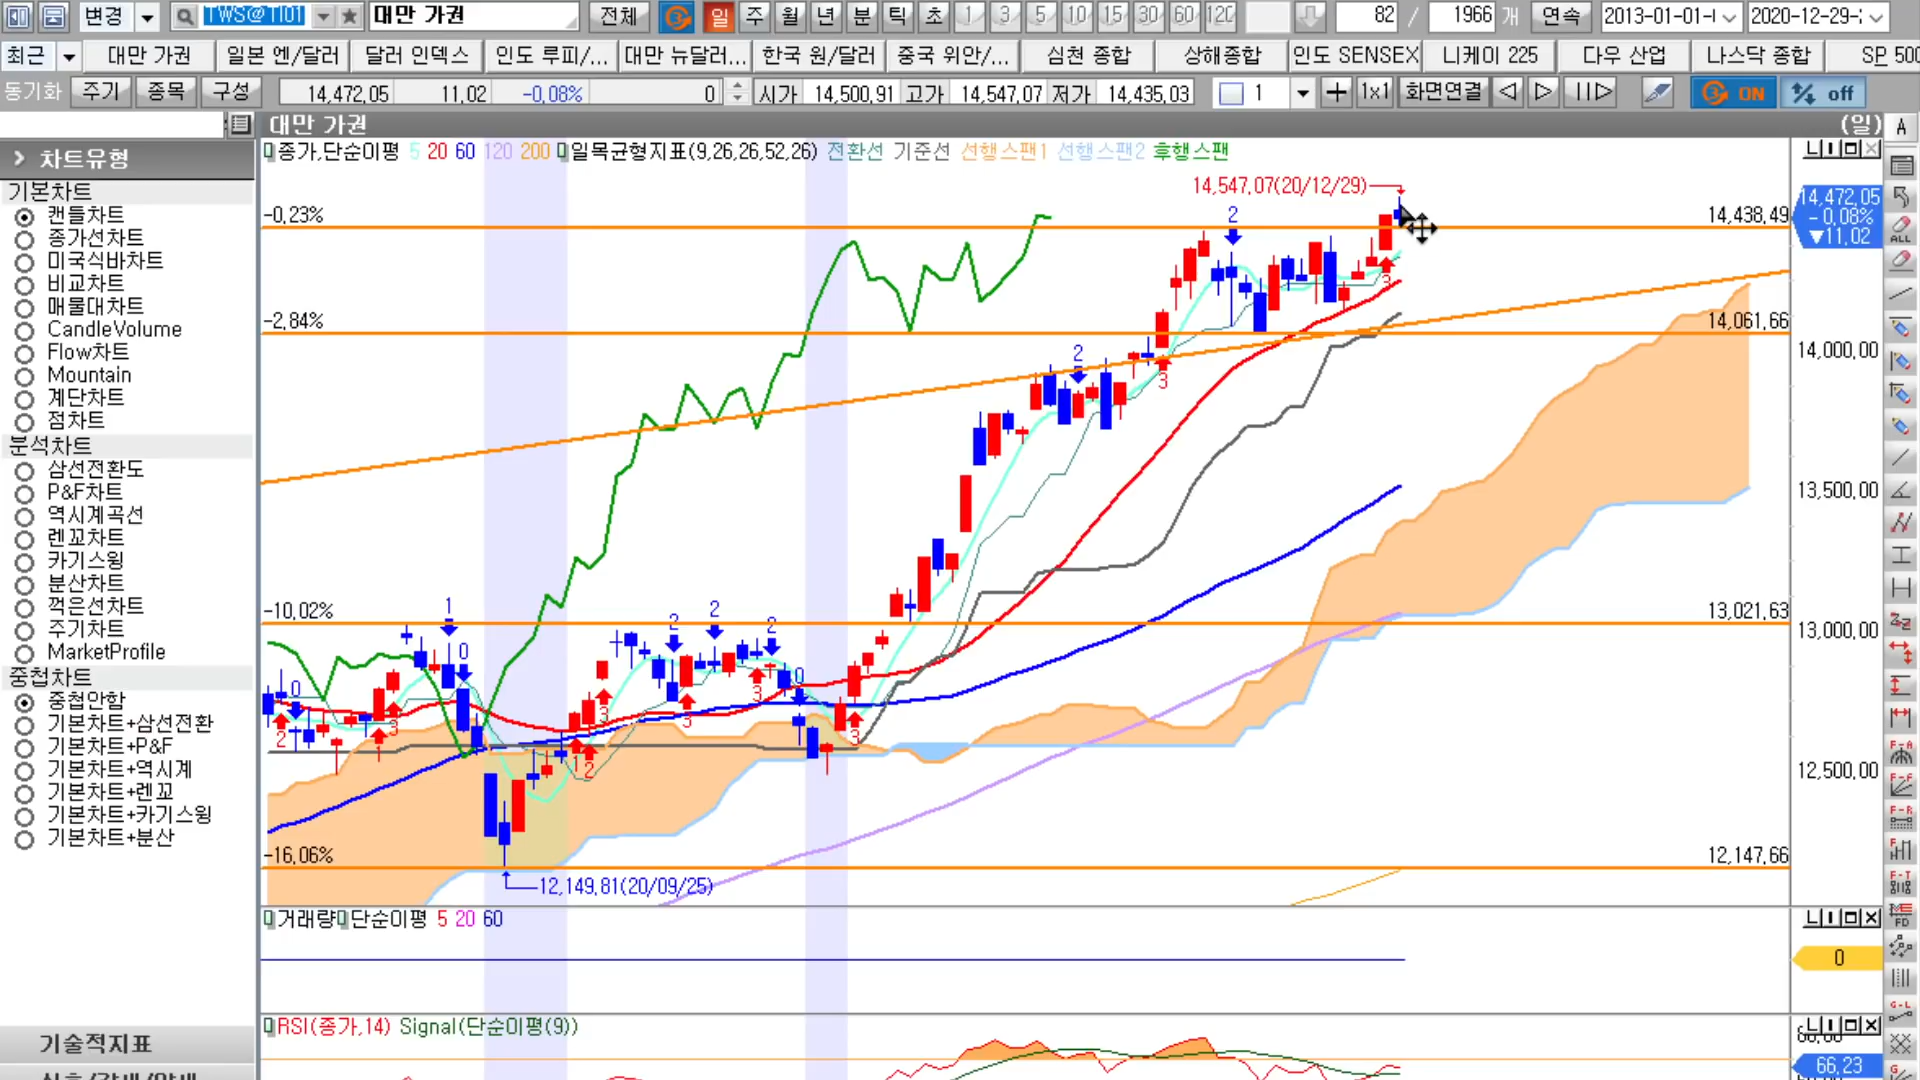 변경 TWS@TI01 대만 가권 전체 일 주 월 년 분 틱 초 1 3 5 10 15 30 60 120 82 / 1966 개 연속 2013-01-01-( 2020-12-29-;
최근 대만 가권 일본 엔/달러 달러 인덱스 인도 루피/... 대만 뉴달러... 한국 원/달러 중국 위안/... 심천 종합 상해종합 인도 SENSEX 니케이 225 다우 산업 나스닥 종합 SP 500
동기화 주기 종목 구성 14,472.05 11.02 -0.08% 0 시가 14,500.91 고가 14,547.07 저가 14,435.03 1 1x1 화면연결 ON off
대만 가권 (일) A
종가,단순이평 5 20 60 120 200 일목균형지표(9,26,26,52,26) 전환선 기준선 선행스팬1 선행스팬2 후행스팬
차트유형
기본차트
캔들차트
종가선차트
미국식바차트
비교차트
매물대차트
CandleVolume
Flow차트
Mountain
계단차트
점차트
분석차트
삼선전환도
P&F차트
역시계곡선
렌꼬차트
카기스윙
분산차트
꺽은선차트
주기차트
MarketProfile
중첩차트
중첩안함
기본차트+삼선전환
기본차트+P&F
기본차트+역시계
기본차트+렌꼬
기본차트+카기스윙
기본차트+분산
기술적지표
14,547.07(20/12/29)
-0.23% 14,438.49
14,472.05
-0.08%
▼11.02
-2.84% 14,061.66
14,000.00
13,500.00
-10.02% 13,021.63
13,000.00
12,500.00
-16.06% 12,147.66
12,149.81(20/09/25)
거래량 단순이평 5 20 60
0
RSI(종가,14) Signal(단순이평(9))
66.23